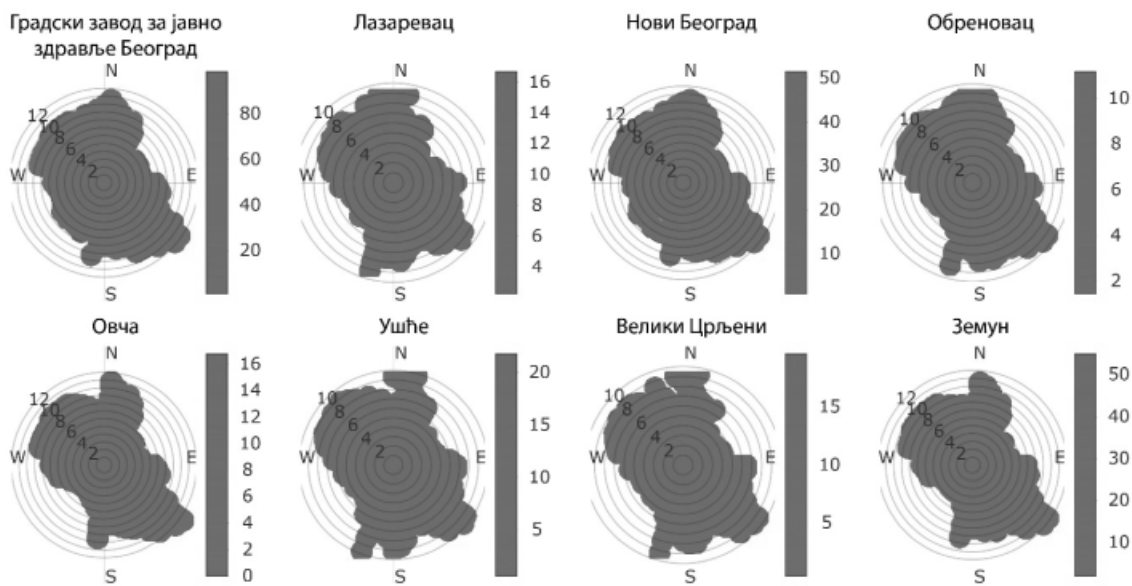 Градски завод за јавно
здравље Београд
N
12
10
8
6
4
2
W
E
S
80
60
40
20
Лазаревац
N
10
8
6
4
2
W
E
S
16
14
12
10
8
6
4
Нови Београд
N
12
10
8
6
4
2
W
E
S
50
40
30
20
10
Обреновац
N
10
8
6
4
2
W
E
S
10
8
6
4
2
Овча
N
12
10
8
6
4
2
W
E
S
16
14
12
10
8
6
4
2
0
Ушће
N
10
8
6
4
2
W
E
S
20
15
10
5
Велики Црљени
N
10
8
6
4
2
W
E
S
15
10
5
Земун
N
12
10
8
6
4
2
W
E
S
50
40
30
20
10